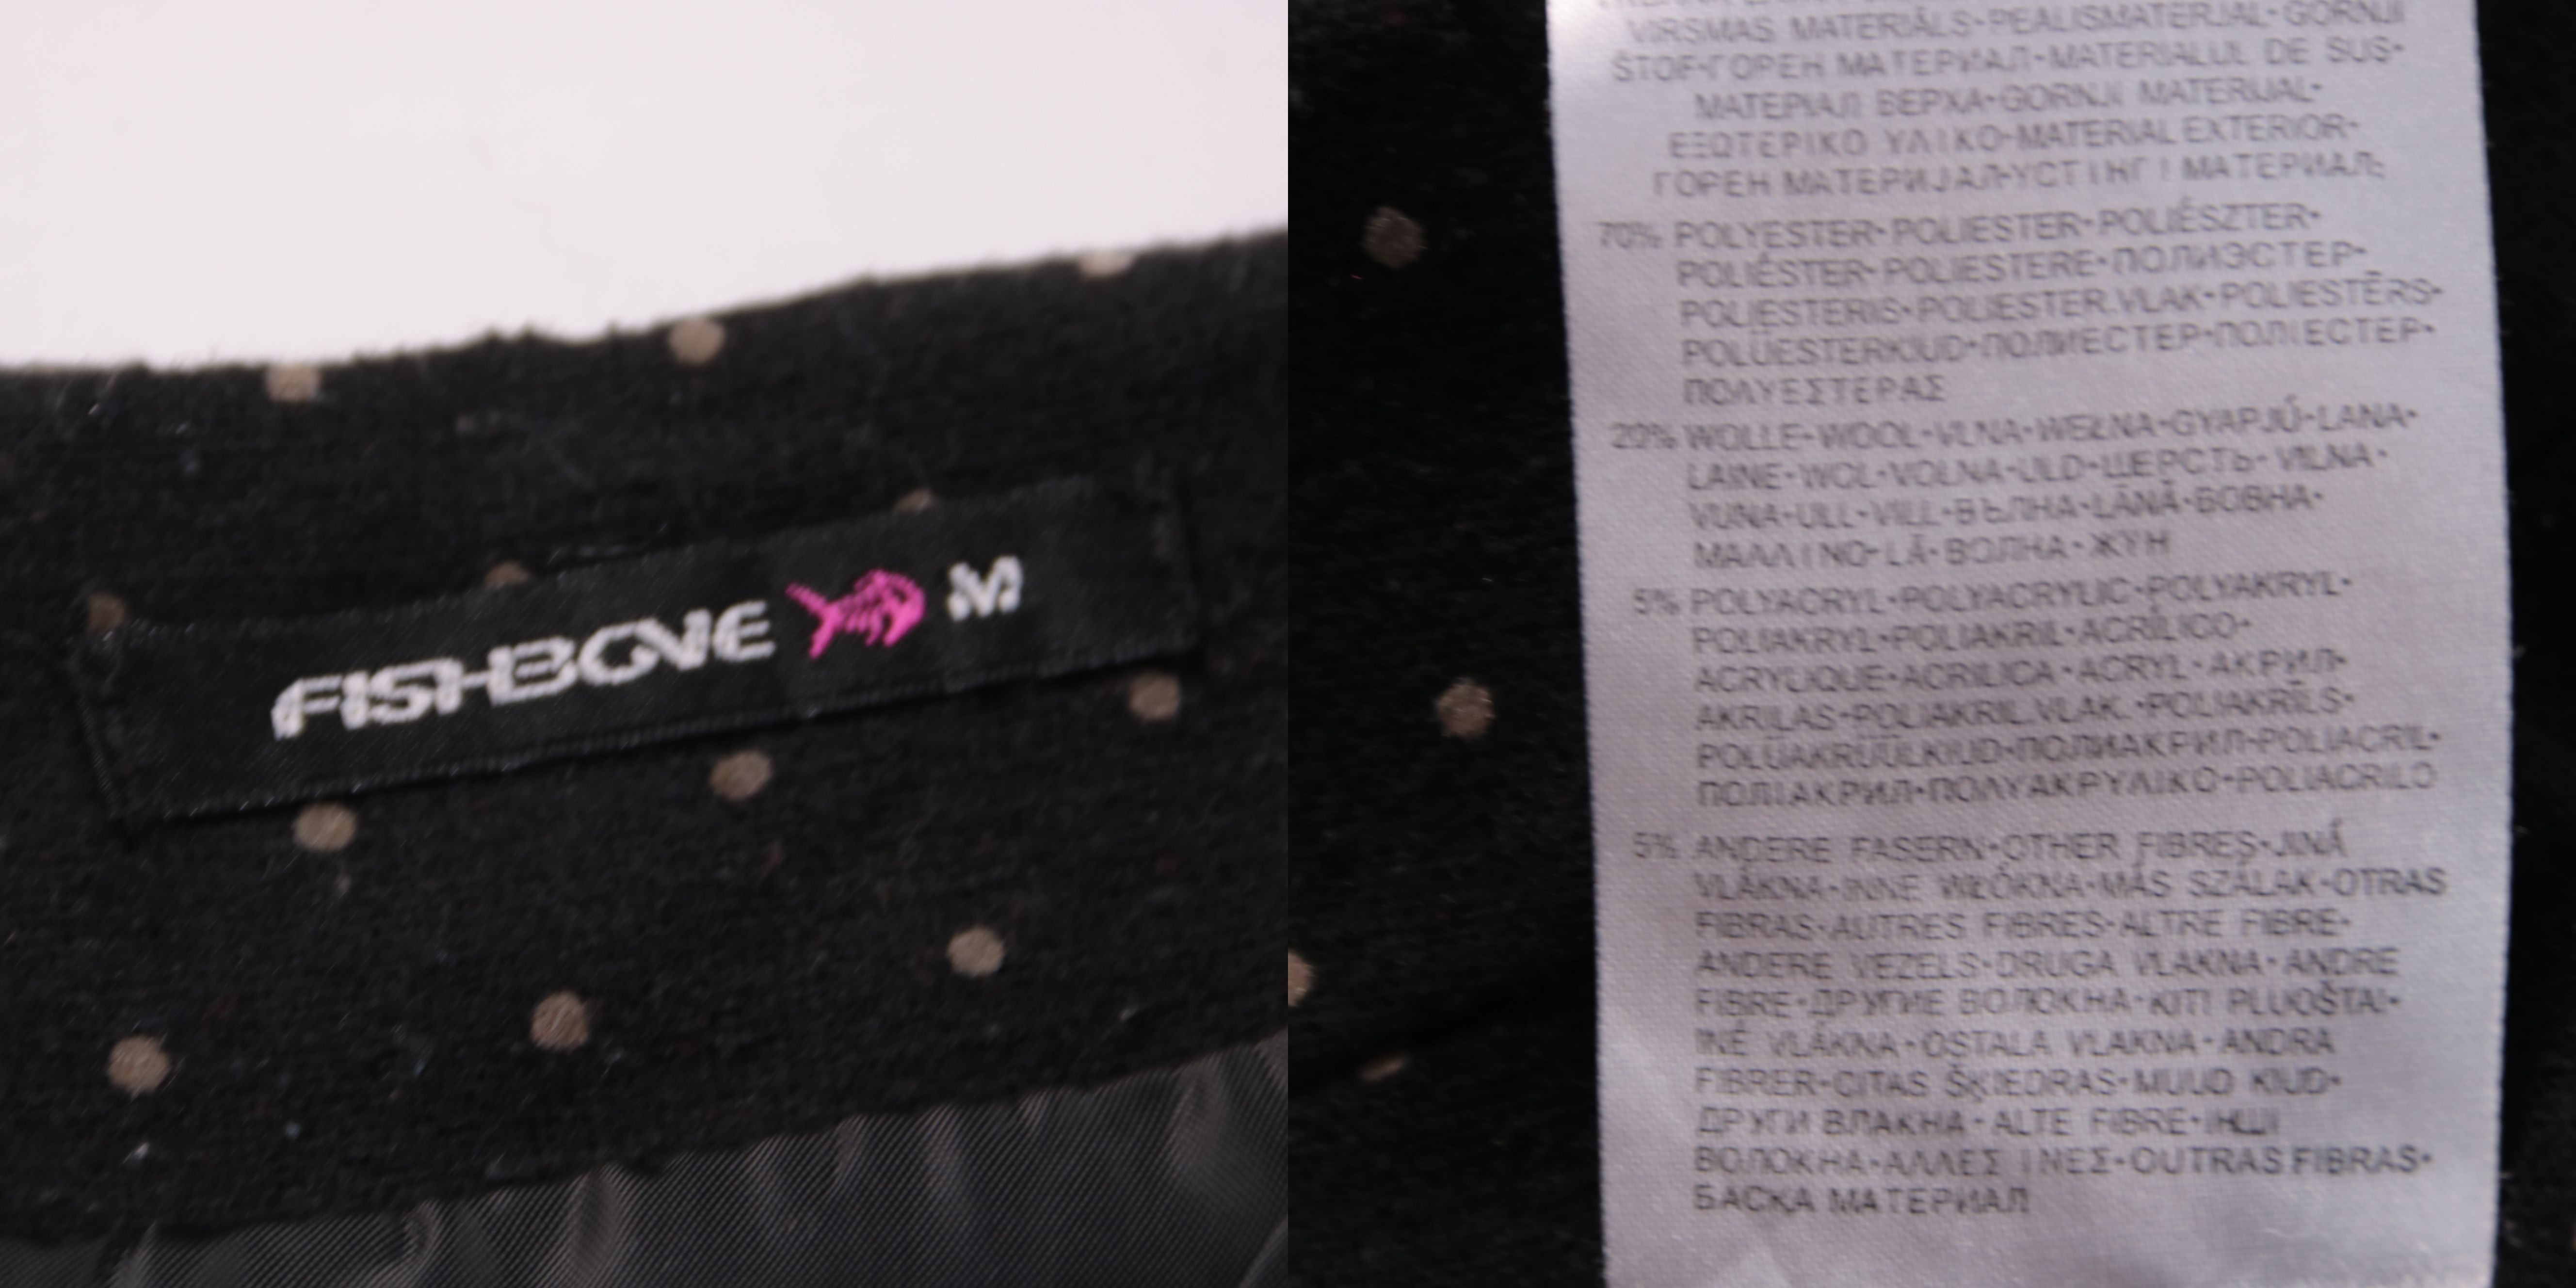 FISHBONE M
VIRSMAS MATERIĀLS•PEALISMATERJAL•GORNJI
ŠTOF•ГОРЕН МАТЕРИАЛ•MATERIALUL DE SUS•
МАТЕРІАЛ ВЕРХА•GORNJI MATERIJAL•
ΕΞΩΤΕΡΙΚΟ ΥΛΙΚΟ•MATERIAL EXTERIOR•
ГОРЕН МАТЕРИЈАЛ•YCTIHГI МАТЕРИАЛ:
70% POLYESTER•POLIESTER•POLIÉSZTER•
POLIÉSTER•POLIESTERE•ПОЛИЭСТЕР•
POLIESTERIS•POLIESTER.VLAK•POLIESTĒRS•
POLÜESTERKIUD•ПОЛИЕСТЕР•ПОЛІЕСТЕР•
ΠΟΛΥΕΣΤΕΡΑΣ
20% WOLLE•WOOL•VLNA•WEŁNA•GYAPJÚ•LANA•
LAINE•WOL•VOLNA•ULD•ШЕРСТЬ•VILNA•
VUNA•ULL•VILL•ВЪЛНА•LÂNĂ•ВОВНА•
ΜΑΛΛΙΝΟ•LÃ•ВОЛНА•ЖҮН
5% POLYACRYL•POLYACRYLIC•POLYAKRYL•
POLIAKRYL•POLIAKRIL•ACRÍLICO•
ACRYLIQUE•ACRILICA•ACRYL•АКРИЛ•
AKRILAS•POLIAKRIL.VLAK.•POLIAKRĪLS•
POLÜAKRÜÜLKIUD•ПОЛИАКРИЛ•POLIACRIL•
ПОЛІАКРИЛ•ΠΟΛΥΑΚΡΥΛΙΚΟ•POLIACRILO
5% ANDERE FASERN•OTHER FIBRES•JINÁ
VLÁKNA•INNE WŁÓKNA•MÁS SZÁLAK•OTRAS
FIBRAS•AUTRES FIBRES•ALTRE FIBRE•
ANDERE VEZELS•DRUGA VLAKNA•ANDRE
FIBRE•ДРУГИЕ ВОЛОКНА•KITI PLUOŠTAI•
INÉ VLÁKNA•OSTALA VLAKNA•ANDRA
FIBRER•CITAS ŠĶIEDRAS•MUUD KIUD•
ДРУГИ ВЛАКНА•ALTE FIBRE•ІНШІ
ВОЛОКНА•ΑΛΛΕΣ ΙΝΕΣ•OUTRAS FIBRAS•
БАСКА МАТЕРИАЛ